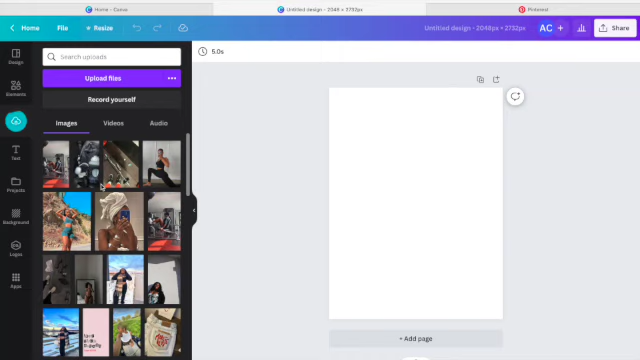 Home - Canva
Untitled design - 2048 × 2732px
Pinterest
Home
File
Resize
Untitled design - 2048px × 2732px
AC
Share
Design
Elements
Text
Projects
Background
Logos
Apps
Search uploads
Upload files
Record yourself
Images
Videos
Audio
5.0s
+ Add page